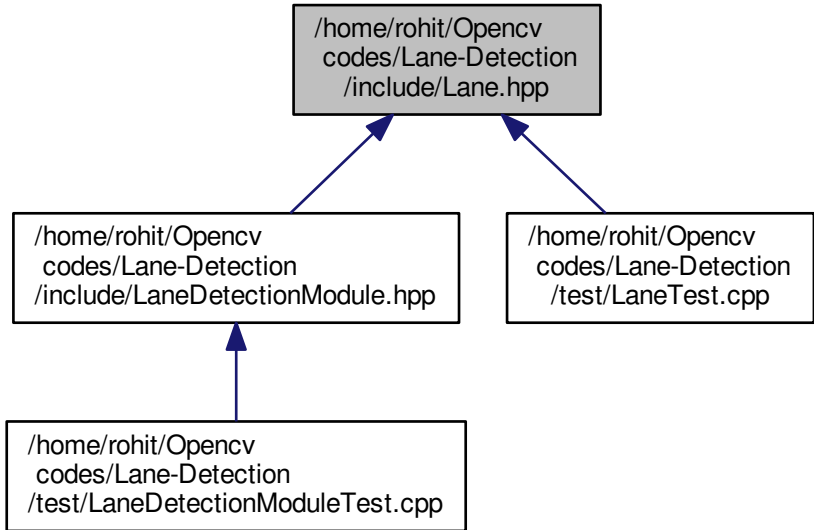 /home/rohit/Opencv
codes/Lane-Detection
/include/Lane.hpp
/home/rohit/Opencv
codes/Lane-Detection
/include/LaneDetectionModule.hpp
/home/rohit/Opencv
codes/Lane-Detection
/test/LaneTest.cpp
/home/rohit/Opencv
codes/Lane-Detection
/test/LaneDetectionModuleTest.cpp